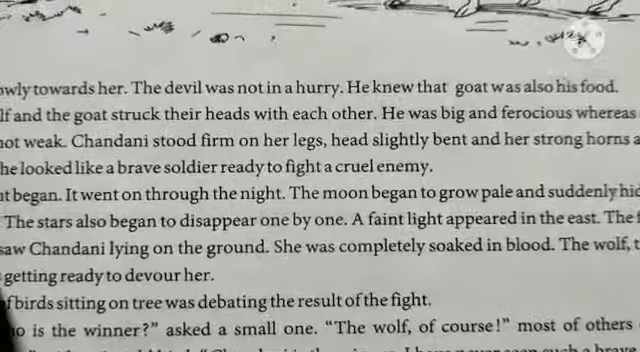 wly towards her. The devil was not in a hurry. He knew that goat was also his food.
lf and the goat struck their heads with each other. He was big and ferocious whereas
not weak. Chandani stood firm on her legs, head slightly bent and her strong horns a
he looked like a brave soldier ready to fight a cruel enemy.
began. It went on through the night. The moon began to grow pale and suddenly hid
The stars also began to disappear one by one. A faint light appeared in the east. The
saw Chandani lying on the ground. She was completely soaked in blood. The wolf, t
getting ready to devour her.
f birds sitting on tree was debating the result of the fight.
o is the winner?" asked a small one. "The wolf, of course!" most of others